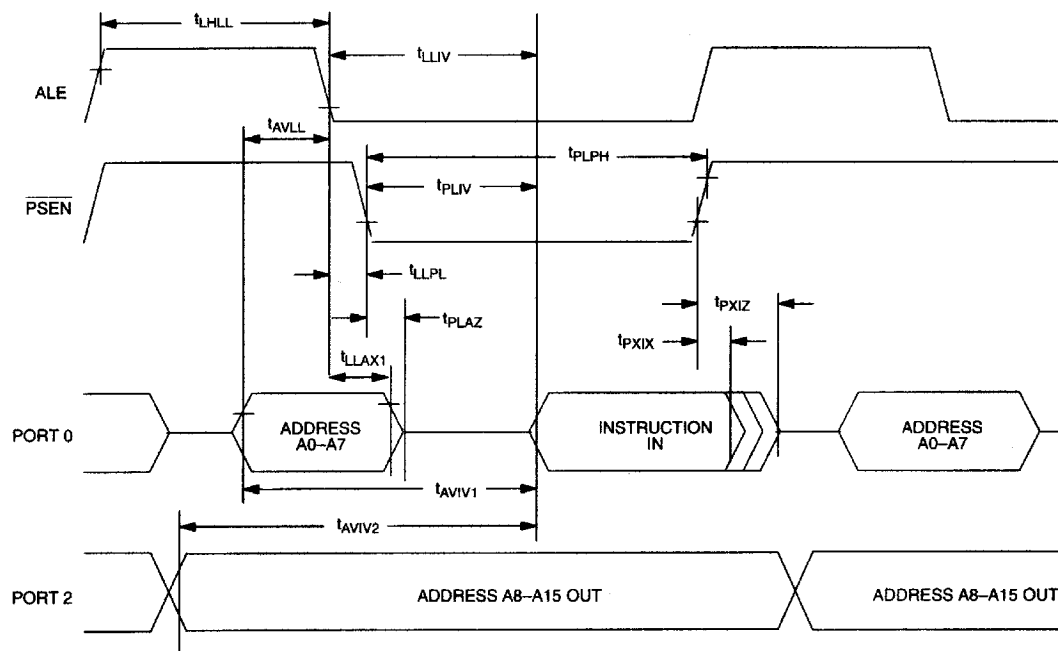 tLHLL
tLLIV
ALE
tAVLL
tPLPH
PSEN
tPLIV
tLLPL
tPXIZ
tPLAZ
tPXIX
tLLAX1
PORT 0
ADDRESS
A0–A7
INSTRUCTION
IN
ADDRESS
A0–A7
tAVIV1
tAVIV2
PORT 2
ADDRESS A8–A15 OUT
ADDRESS A8–A15 OUT